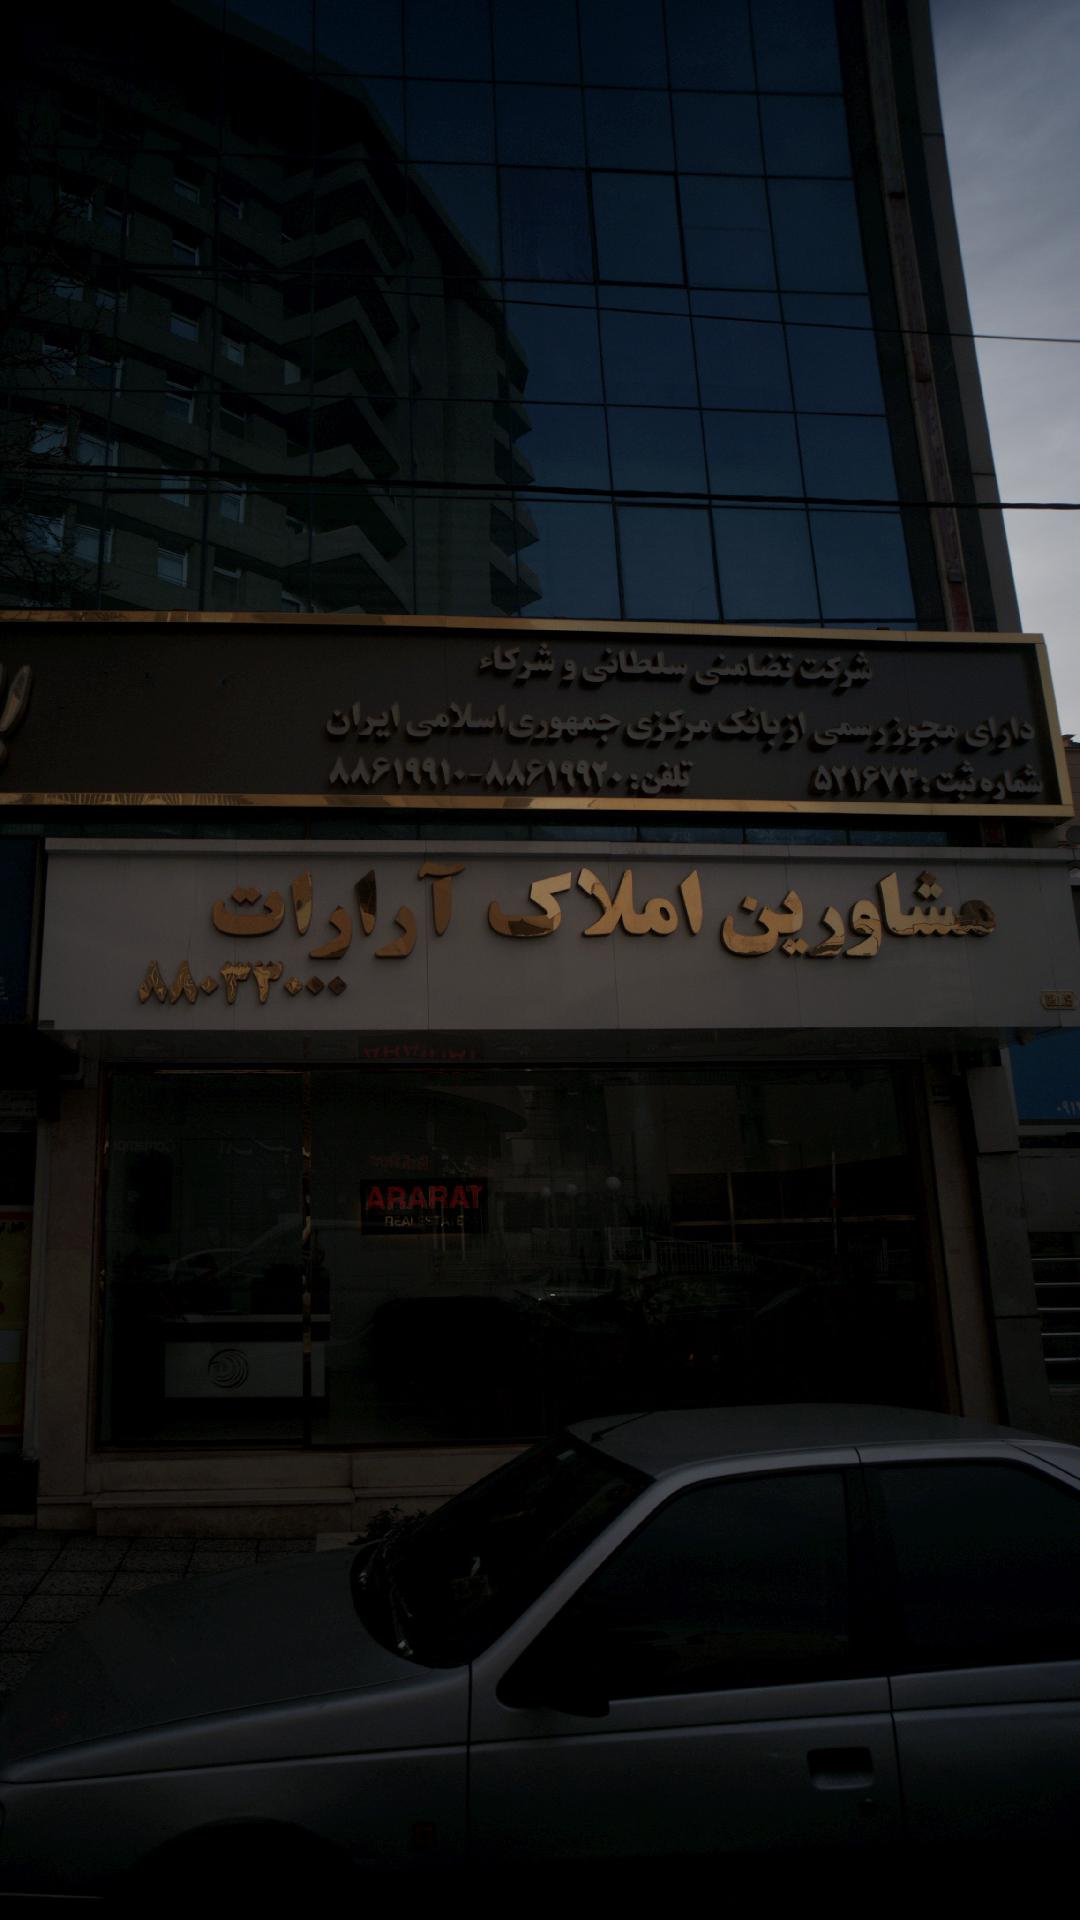 شرکت تضامنی سلطانی و شرکاء
دارای مجوز رسمی از بانک مرکزی جمهوری اسلامی ایران
شماره ثبت : ۵۲۱۶۷۳ تلفن: ۸۸۶۱۹۹۲۰-۸۸۶۱۹۹۱۰
مشاورین املاک آرارات
۸۸۰۳۲۰۰۰
ARARAT
REAL ESTATE